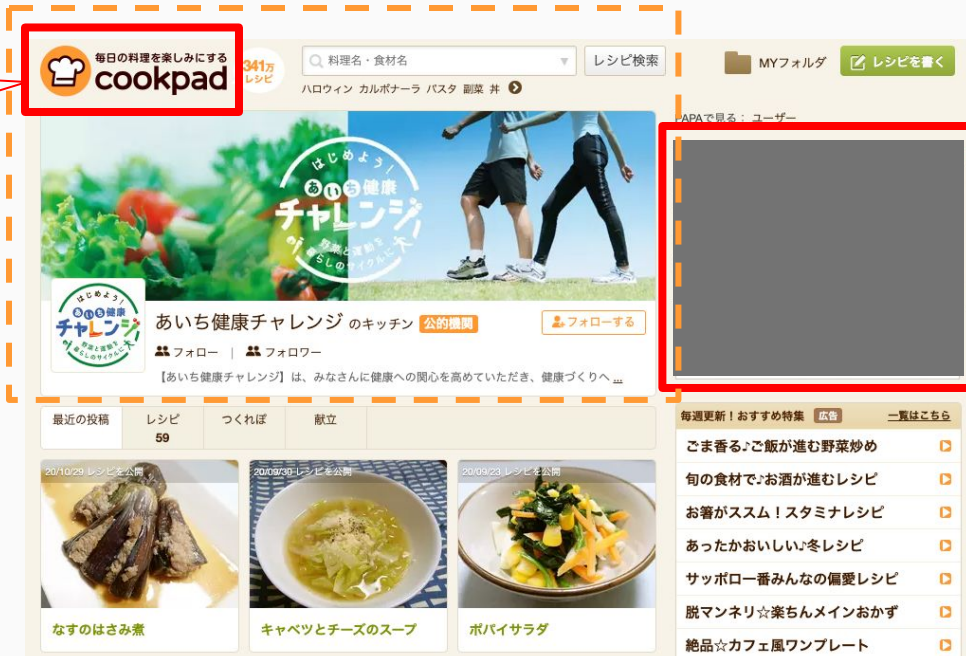 毎日の料理を楽しみにする
cookpad
341万
レシピ
料理名・食材名
レシピ検索
ハロウィン カルボナーラ パスタ 副菜 丼
MYフォルダ
レシピを書く
PAPAで見る： ユーザー
はじめよう！
あいち健康
チャレンジ
野菜と運動を
暮らしのサイクルに
はじめよう！
あいち健康
チャレンジ
野菜と運動を
暮らしのサイクルに
あいち健康チャレンジ のキッチン 公的機関
フォローする
フォロー | フォロワー
【あいち健康チャレンジ】は、みなさんに健康への関心を高めていただき、健康づくりへ ...
最近の投稿
レシピ
59
つくれぽ
献立
20/10/29 レシピを公開
なすのはさみ煮
20/09/30 レシピを公開
キャベツとチーズのスープ
20/09/23 レシピを公開
ポパイサラダ
毎週更新！おすすめ特集 広告 一覧はこちら
ごま香る♪ご飯が進む野菜炒め
旬の食材で♪お酒が進むレシピ
お箸がススム！スタミナレシピ
あったかおいしい♪冬レシピ
サッポロ一番みんなの偏愛レシピ
脱マンネリ☆楽ちんメインおかず
絶品☆カフェ風ワンプレート